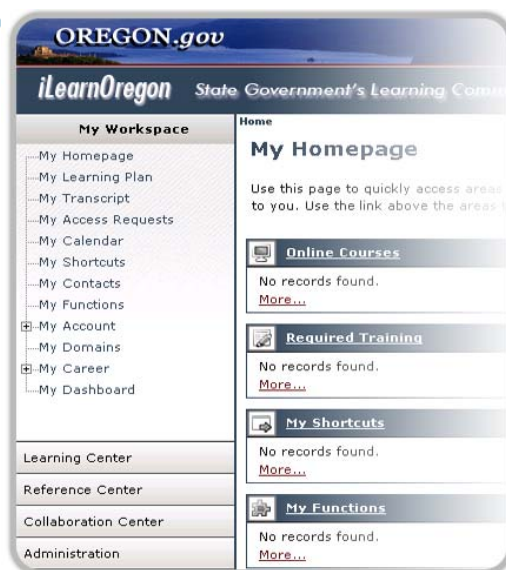 OREGON.gov
iLearnOregon State Government's Learning
My Workspace
My Homepage
My Learning Plan
My Transcript
My Access Requests
My Calendar
My Shortcuts
My Contacts
My Functions
My Account
My Domains
My Career
My Dashboard
Learning Center
Reference Center
Collaboration Center
Administration
Home
My Homepage
Use this page to quickly access areas
to you. Use the link above the areas
Online Courses
No records found.
More...
Required Training
No records found.
More...
My Shortcuts
No records found.
More...
My Functions
No records found.
More...